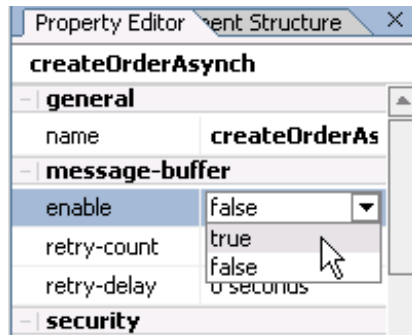 Property Editor ent Structure
createOrderAsynch
general
name createOrderAs
message-buffer
enable false
true
retry-count
false
retry-delay 0 seconds
security